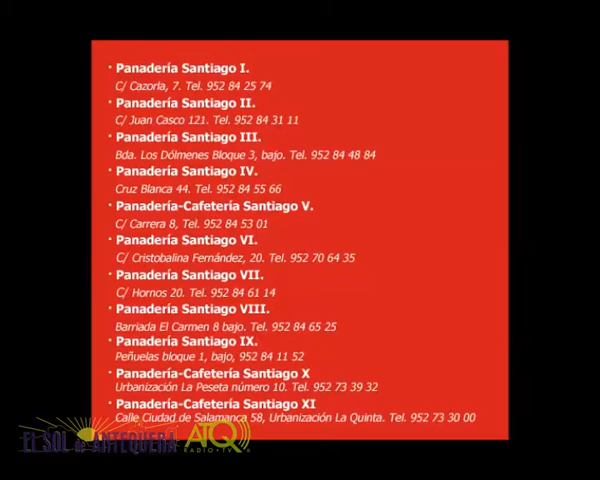 · Panadería Santiago I.
C/ Cazorla, 7. Tel. 952 84 25 74
· Panadería Santiago II.
C/ Juan Casco 121. Tel. 952 84 31 11
· Panadería Santiago III.
Bda. Los Dólmenes Bloque 3, bajo. Tel. 952 84 48 84
· Panadería Santiago IV.
Cruz Blanca 44. Tel. 952 84 55 66
· Panadería-Cafetería Santiago V.
C/ Carrera 8, Tel. 952 84 53 01
· Panadería Santiago VI.
C/ Cristobalina Fernández, 20. Tel. 952 70 64 35
· Panadería Santiago VII.
C/ Hornos 20. Tel. 952 84 61 14
· Panadería Santiago VIII.
Barriada El Carmen 8 bajo. Tel. 952 84 65 25
· Panadería Santiago IX.
Peñuelas bloque 1, bajo, 952 84 11 52
· Panadería-Cafetería Santiago X
Urbanización La Peseta número 10. Tel. 952 73 39 32
· Panadería-Cafetería Santiago XI
Calle Ciudad de Salamanca 58, Urbanización La Quinta. Tel. 952 73 30 00
EL SOL de ANTEQUERA
ATQ
RADIO·TV